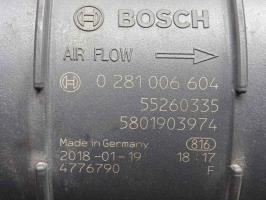 BOSCH
AIR FLOW
0 281 006 604
55260335
5801903974
Made in Germany 816
2018-01-19 18:17
4776790 F